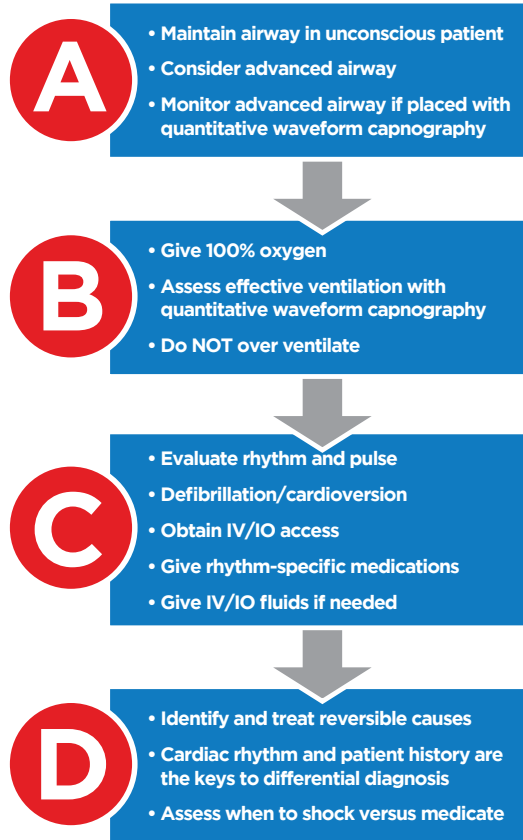 A
• Maintain airway in unconscious patient
• Consider advanced airway
• Monitor advanced airway if placed with
quantitative waveform capnography
B
• Give 100% oxygen
• Assess effective ventilation with
quantitative waveform capnography
• Do NOT over ventilate
C
• Evaluate rhythm and pulse
• Defibrillation/cardioversion
• Obtain IV/IO access
• Give rhythm-specific medications
• Give IV/IO fluids if needed
D
• Identify and treat reversible causes
• Cardiac rhythm and patient history are
the keys to differential diagnosis
• Assess when to shock versus medicate